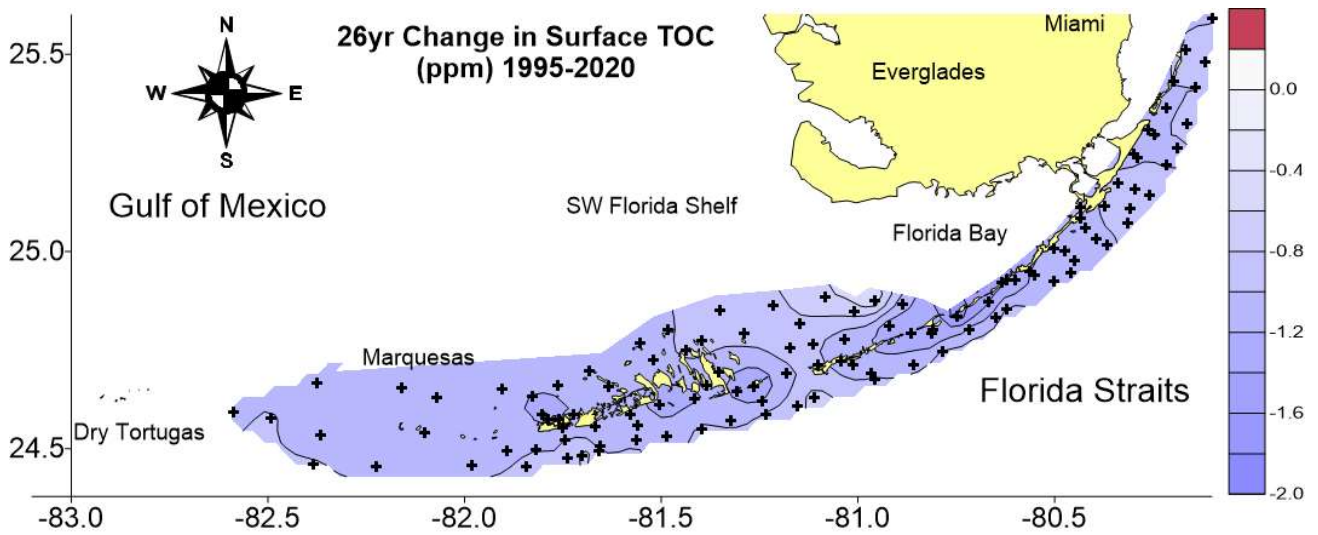 26yr Change in Surface TOC
(ppm) 1995-2020
N
W
E
S
Miami
Everglades
Gulf of Mexico
SW Florida Shelf
Florida Bay
Marquesas
Dry Tortugas
Florida Straits
25.5
25.0
24.5
-83.0
-82.5
-82.0
-81.5
-81.0
-80.5
0.0
-0.4
-0.8
-1.2
-1.6
-2.0